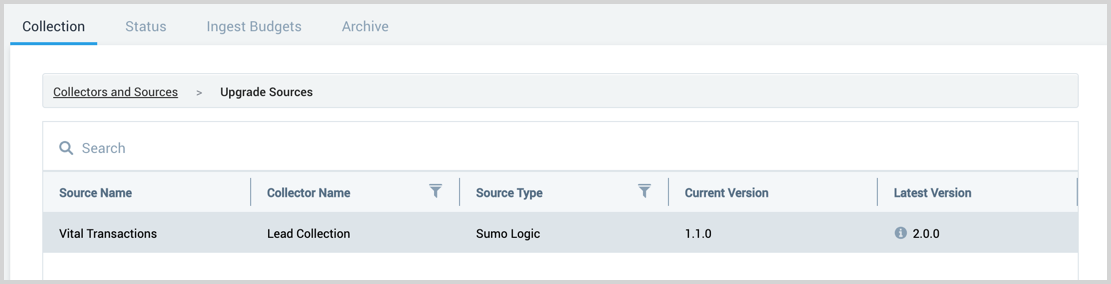 Collection Status Ingest Budgets Archive
Collectors and Sources > Upgrade Sources
Search
Source Name Collector Name Source Type Current Version Latest Version
Vital Transactions Lead Collection Sumo Logic 1.1.0 2.0.0